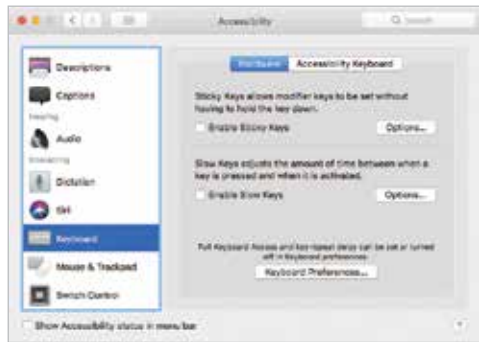 Accessibility
Search
Descriptions
Captions
Hearing
Audio
Interacting
Dictation
Siri
Keyboard
Mouse & Trackpad
Switch Control
Hardware
Accessibility Keyboard
Sticky Keys allows modifier keys to be set without
having to hold the key down.
Enable Sticky Keys
Options...
Slow Keys adjusts the amount of time between when a
key is pressed and when it is activated.
Enable Slow Keys
Options...
Full Keyboard Access and key-repeat delay can be set or turned
off in Keyboard preferences.
Keyboard Preferences...
Show Accessibility status in menu bar
?